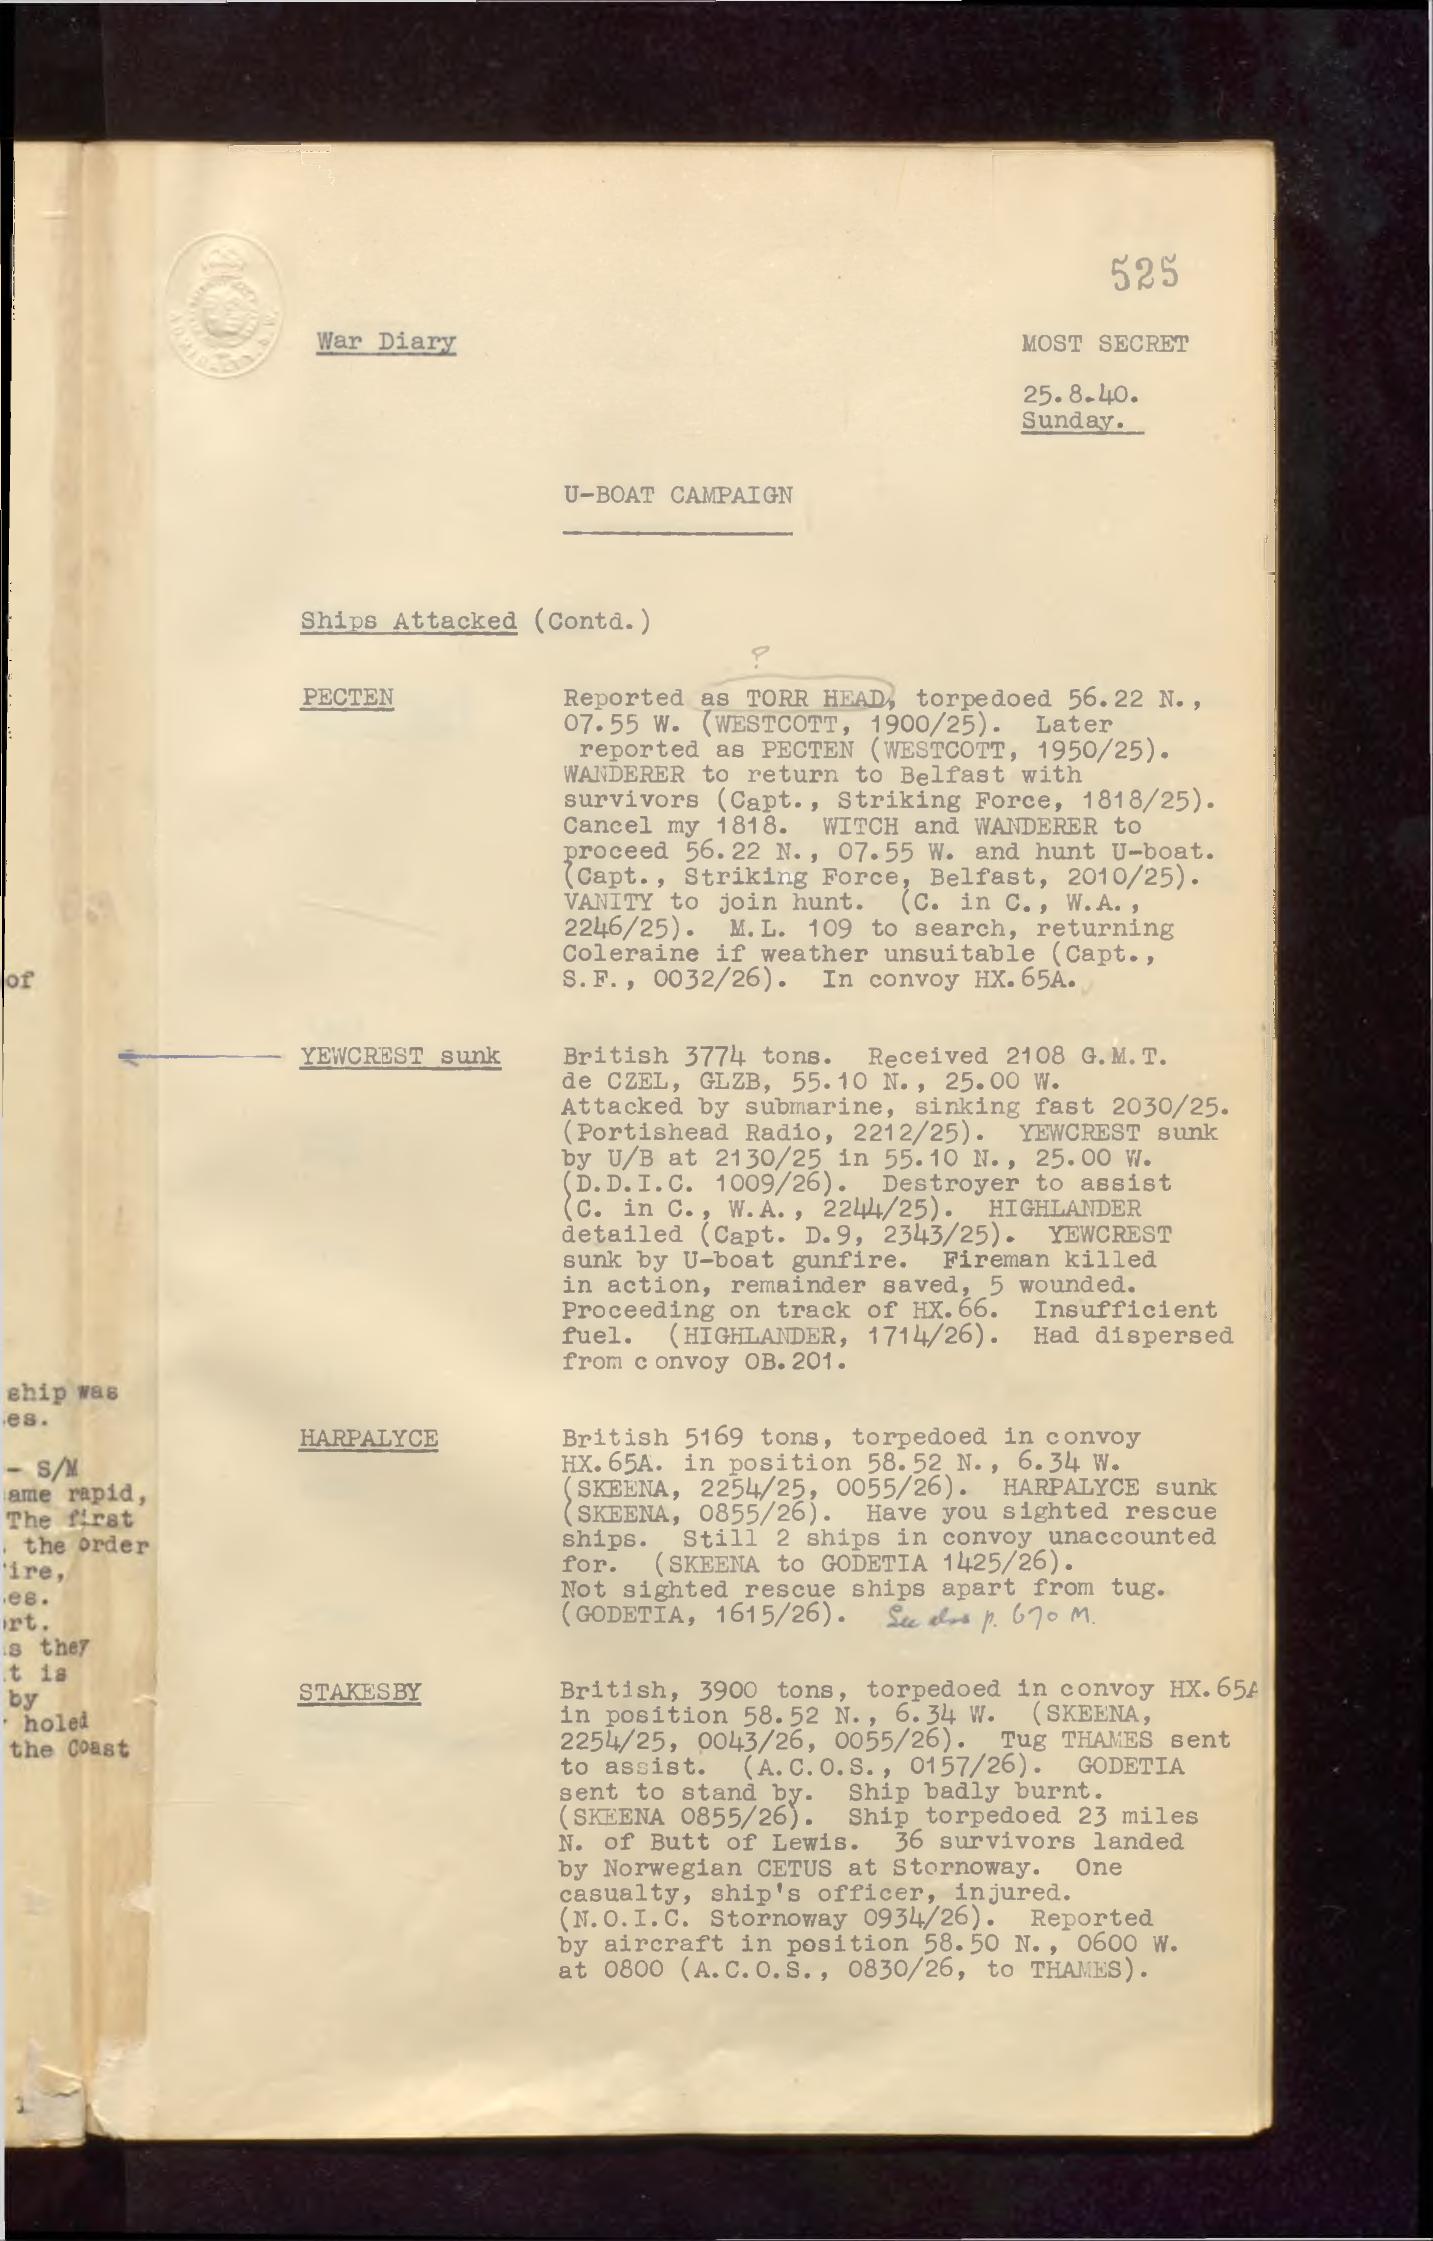 525
War Diary
MOST SECRET
25.8.40.
Sunday.
U-BOAT CAMPAIGN
Ships Attacked (Contd.)
?
PECTEN
Reported as TORR HEAD, torpedoed 56.22 N.,
07.55 W. (WESTCOTT, 1900/25). Later
reported as PECTEN (WESTCOTT, 1950/25).
WANDERER to return to Belfast with
survivors (Capt., Striking Force, 1818/25).
Cancel my 1818. WITCH and WANDERER to
proceed 56.22 N., 07.55 W. and hunt U-boat.
(Capt., Striking Force, Belfast, 2010/25).
VANITY to join hunt. (C. in C., W.A.,
2246/25). M.L. 109 to search, returning
Coleraine if weather unsuitable (Capt.,
S.F., 0032/26). In convoy HX.65A.
YEWCREST sunk
British 3774 tons. Received 2108 G.M.T.
de CZEL, GLZB, 55.10 N., 25.00 W.
Attacked by submarine, sinking fast 2030/25.
(Portishead Radio, 2212/25). YEWCREST sunk
by U/B at 2130/25 in 55.10 N., 25.00 W.
(D.D.I.C. 1009/26). Destroyer to assist
(C. in C., W.A., 2244/25). HIGHLANDER
detailed (Capt. D.9, 2343/25). YEWCREST
sunk by U-boat gunfire. Fireman killed
in action, remainder saved, 5 wounded.
Proceeding on track of HX.66. Insufficient
fuel. (HIGHLANDER, 1714/26). Had dispersed
from convoy OB.201.
HARPALYCE
British 5169 tons, torpedoed in convoy
HX.65A. in position 58.52 N., 6.34 W.
(SKEENA, 2254/25, 0055/26). HARPALYCE sunk
(SKEENA, 0855/26). Have you sighted rescue
ships. Still 2 ships in convoy unaccounted
for. (SKEENA to GODETIA 1425/26).
Not sighted rescue ships apart from tug.
(GODETIA, 1615/26). See also p. 670 M.
STAKESBY
British, 3900 tons, torpedoed in convoy HX.65A
in position 58.52 N., 6.34 W. (SKEENA,
2254/25, 0043/26, 0055/26). Tug THAMES sent
to assist. (A.C.O.S., 0157/26). GODETIA
sent to stand by. Ship badly burnt.
(SKEENA 0855/26). Ship torpedoed 23 miles
N. of Butt of Lewis. 36 survivors landed
by Norwegian CETUS at Stornoway. One
casualty, ship's officer, injured.
(N.O.I.C. Stornoway 0934/26). Reported
by aircraft in position 58.50 N., 0600 W.
at 0800 (A.C.O.S., 0830/26, to THAMES).
of
ship was
es.
- S/M
ame rapid,
The first
. the order
ire,
es.
rt.
s they
t is
by
holed
the Coast